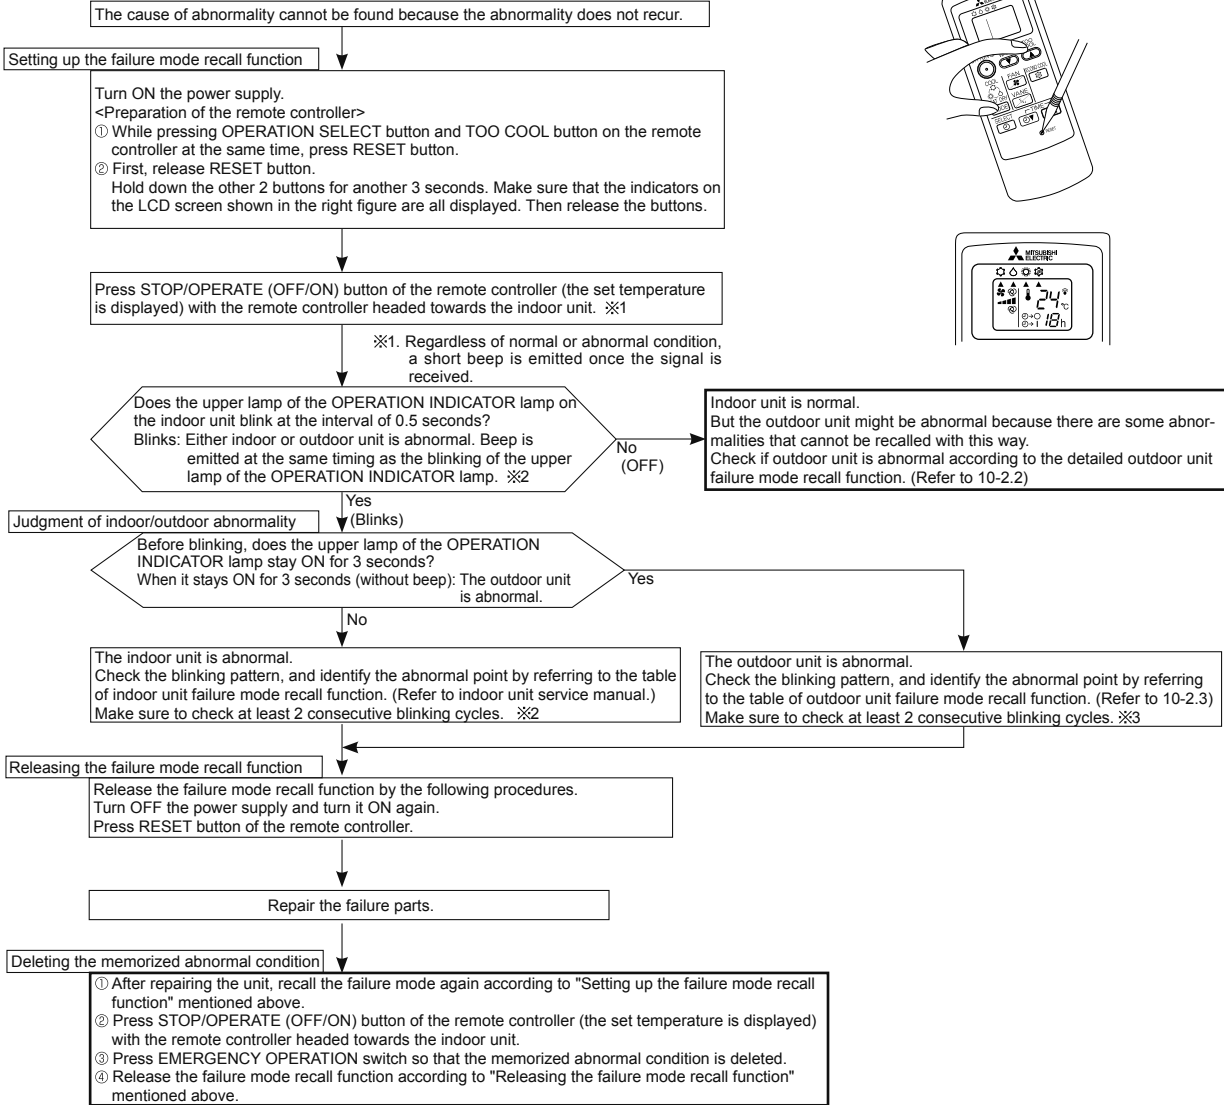 The cause of abnormality cannot be found because the abnormality does not recur.
Setting up the failure mode recall function
Turn ON the power supply.
<Preparation of the remote controller>
① While pressing OPERATION SELECT button and TOO COOL button on the remote
controller at the same time, press RESET button.
② First, release RESET button.
Hold down the other 2 buttons for another 3 seconds. Make sure that the indicators on
the LCD screen shown in the right figure are all displayed. Then release the buttons.
COOL
FAN
ECONO COOL
VANE
TIME
SELECT
RESET
MITSUBISHI
ELECTRIC
24°C
18h
Press STOP/OPERATE (OFF/ON) button of the remote controller (the set temperature
is displayed) with the remote controller headed towards the indoor unit. ※1
※1. Regardless of normal or abnormal condition,
a short beep is emitted once the signal is
received.
Does the upper lamp of the OPERATION INDICATOR lamp on
the indoor unit blink at the interval of 0.5 seconds?
Blinks: Either indoor or outdoor unit is abnormal. Beep is
emitted at the same timing as the blinking of the upper
lamp of the OPERATION INDICATOR lamp. ※2
No
(OFF)
Indoor unit is normal.
But the outdoor unit might be abnormal because there are some abnor-
malities that cannot be recalled with this way.
Check if outdoor unit is abnormal according to the detailed outdoor unit
failure mode recall function. (Refer to 10-2.2)
Yes
(Blinks)
Judgment of indoor/outdoor abnormality
Before blinking, does the upper lamp of the OPERATION
INDICATOR lamp stay ON for 3 seconds?
When it stays ON for 3 seconds (without beep): The outdoor unit
is abnormal.
Yes
No
The indoor unit is abnormal.
Check the blinking pattern, and identify the abnormal point by referring to the table
of indoor unit failure mode recall function. (Refer to indoor unit service manual.)
Make sure to check at least 2 consecutive blinking cycles. ※2
The outdoor unit is abnormal.
Check the blinking pattern, and identify the abnormal point by referring
to the table of outdoor unit failure mode recall function. (Refer to 10-2.3)
Make sure to check at least 2 consecutive blinking cycles. ※3
Releasing the failure mode recall function
Release the failure mode recall function by the following procedures.
Turn OFF the power supply and turn it ON again.
Press RESET button of the remote controller.
Repair the failure parts.
Deleting the memorized abnormal condition
① After repairing the unit, recall the failure mode again according to "Setting up the failure mode recall
function" mentioned above.
② Press STOP/OPERATE (OFF/ON) button of the remote controller (the set temperature is displayed)
with the remote controller headed towards the indoor unit.
③ Press EMERGENCY OPERATION switch so that the memorized abnormal condition is deleted.
④ Release the failure mode recall function according to "Releasing the failure mode recall function"
mentioned above.